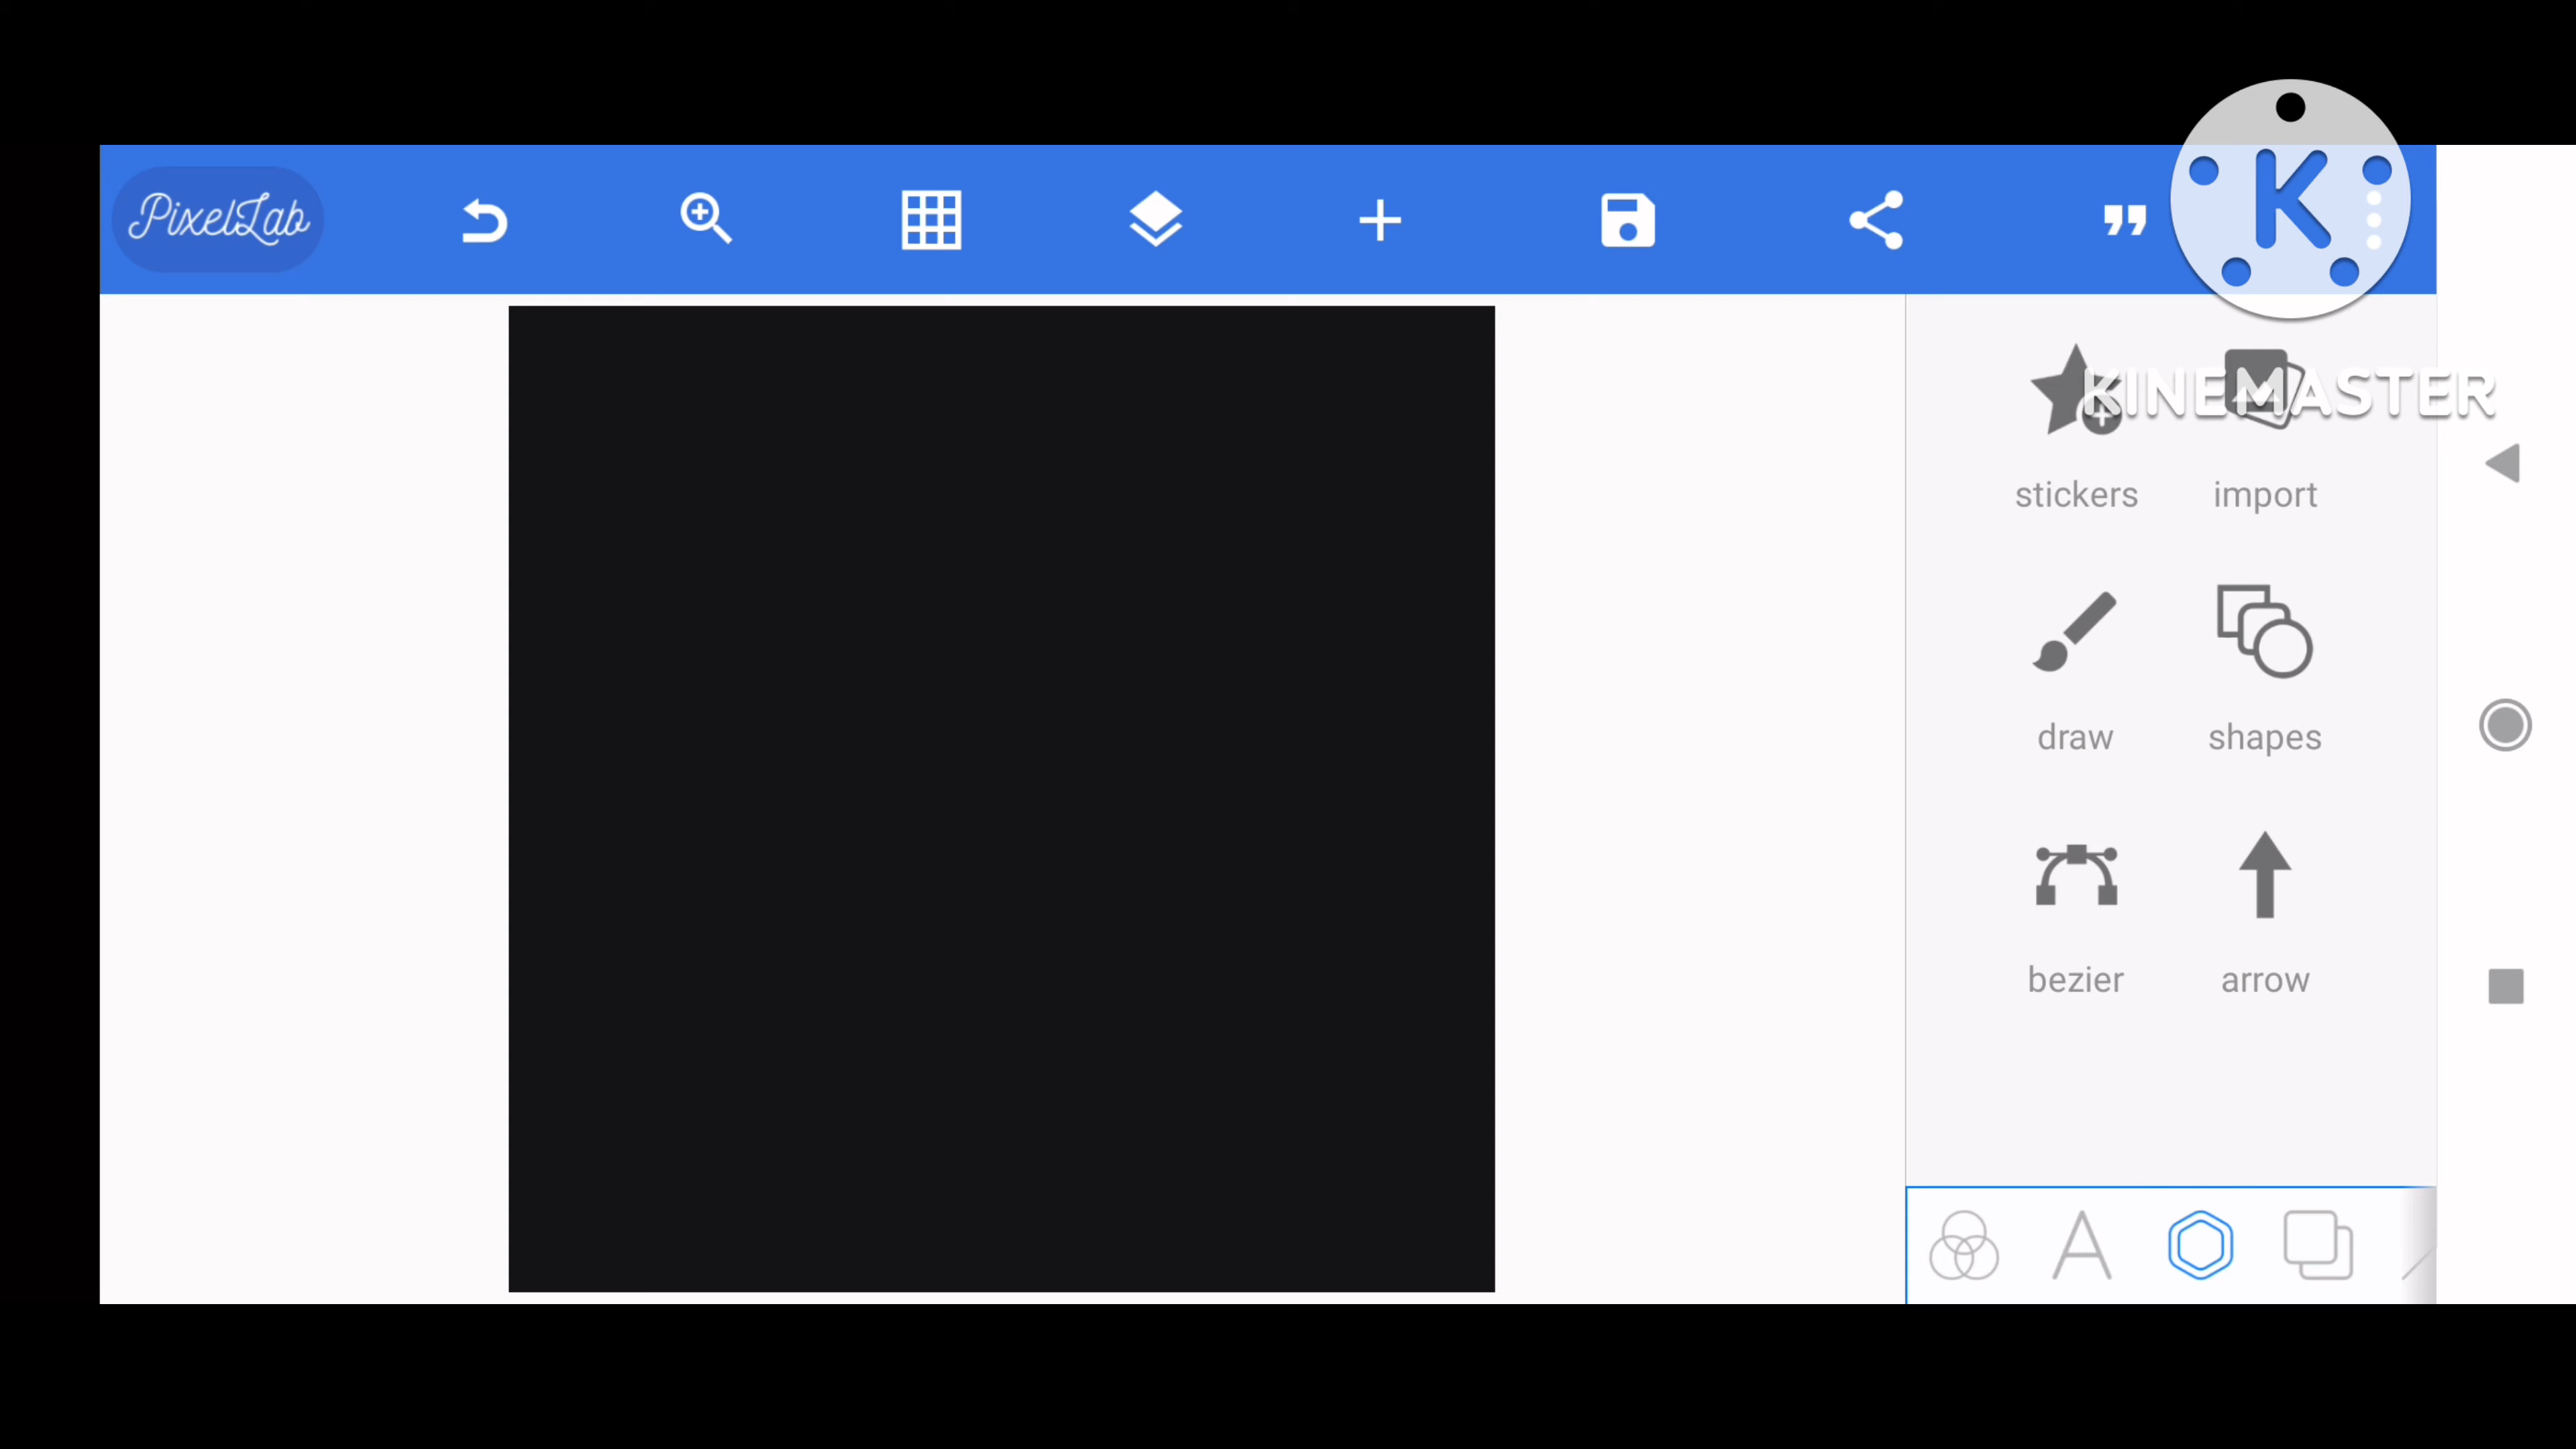 PixelLab
K
KINEMASTER
stickers import
draw shapes
bezier arrow